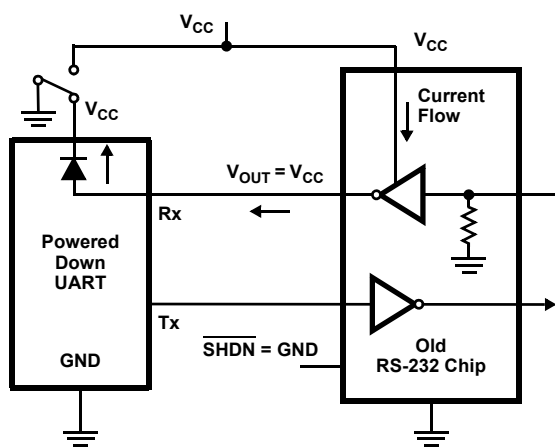 VCC
VCC
VCC
Current
Flow
VOUT = VCC
Rx
Powered
Down
UART
Tx
SHDN = GND
GND
Old
RS-232 Chip